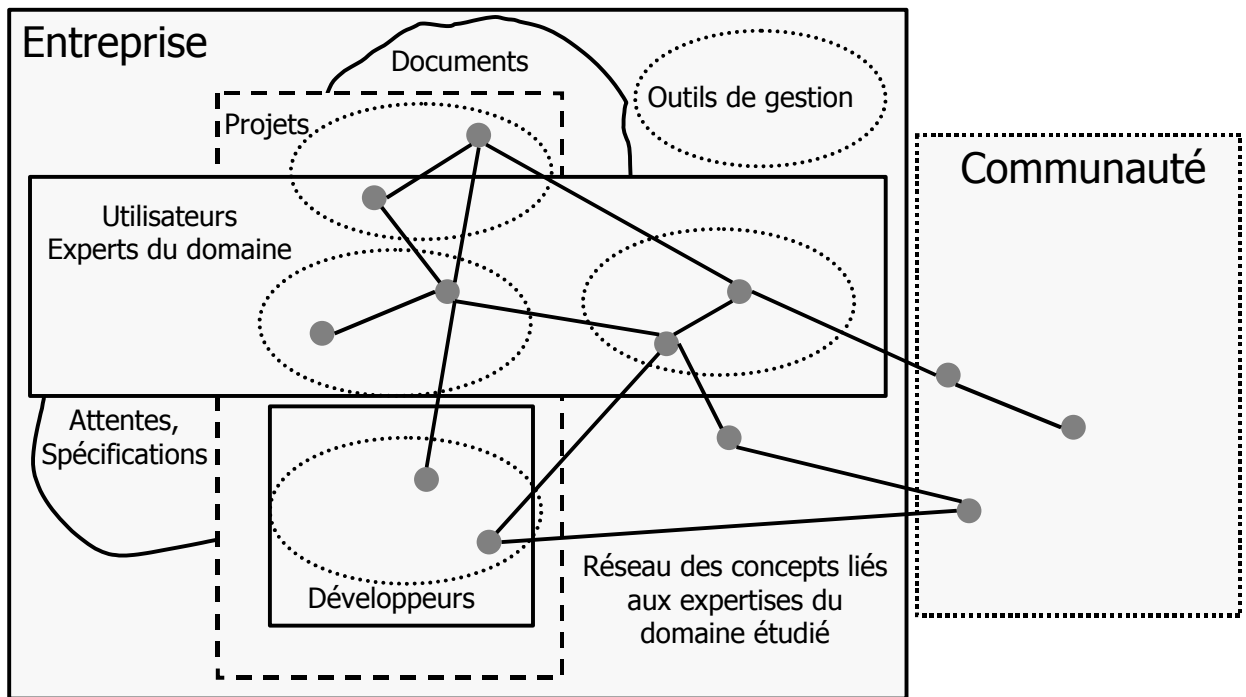 Entreprise
Documents
Outils de gestion
Projets
Communauté
Utilisateurs
Experts du domaine
Attentes,
Spécifications
Réseau des concepts liés
aux expertises du
domaine étudié
Développeurs